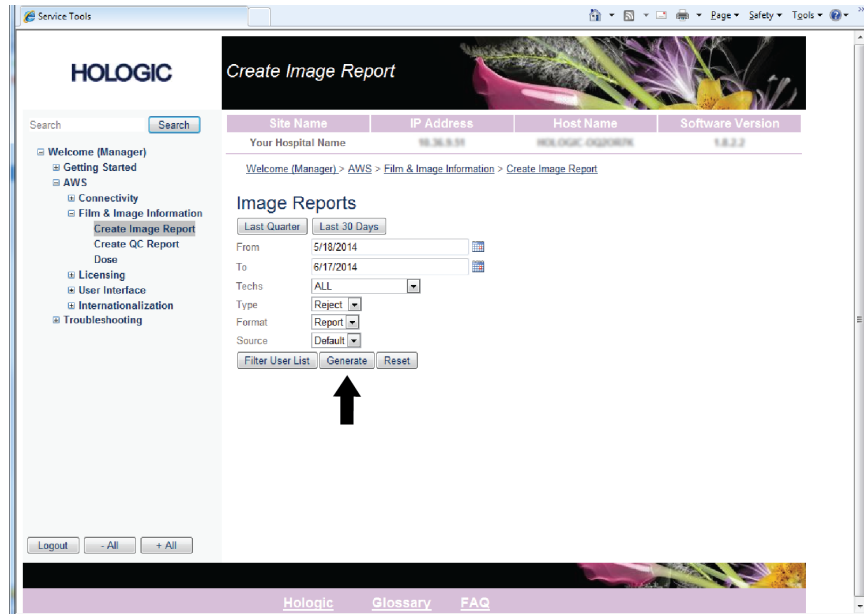 Service Tools
Page Safety Tools
HOLOGIC
Create Image Report
Search Search
Site Name IP Address Host Name Software Version
Your Hospital Name 1.8.2.2
Welcome (Manager) > AWS > Film & Image Information > Create Image Report
Welcome (Manager)
Getting Started
AWS
Connectivity
Film & Image Information
Create Image Report
Create QC Report
Dose
Licensing
User Interface
Internationalization
Troubleshooting
Image Reports
Last Quarter Last 30 Days
From 5/18/2014
To 6/17/2014
Techs ALL
Type Reject
Format Report
Source Default
Filter User List Generate Reset
Logout - All + All
Hologic Glossary FAQ